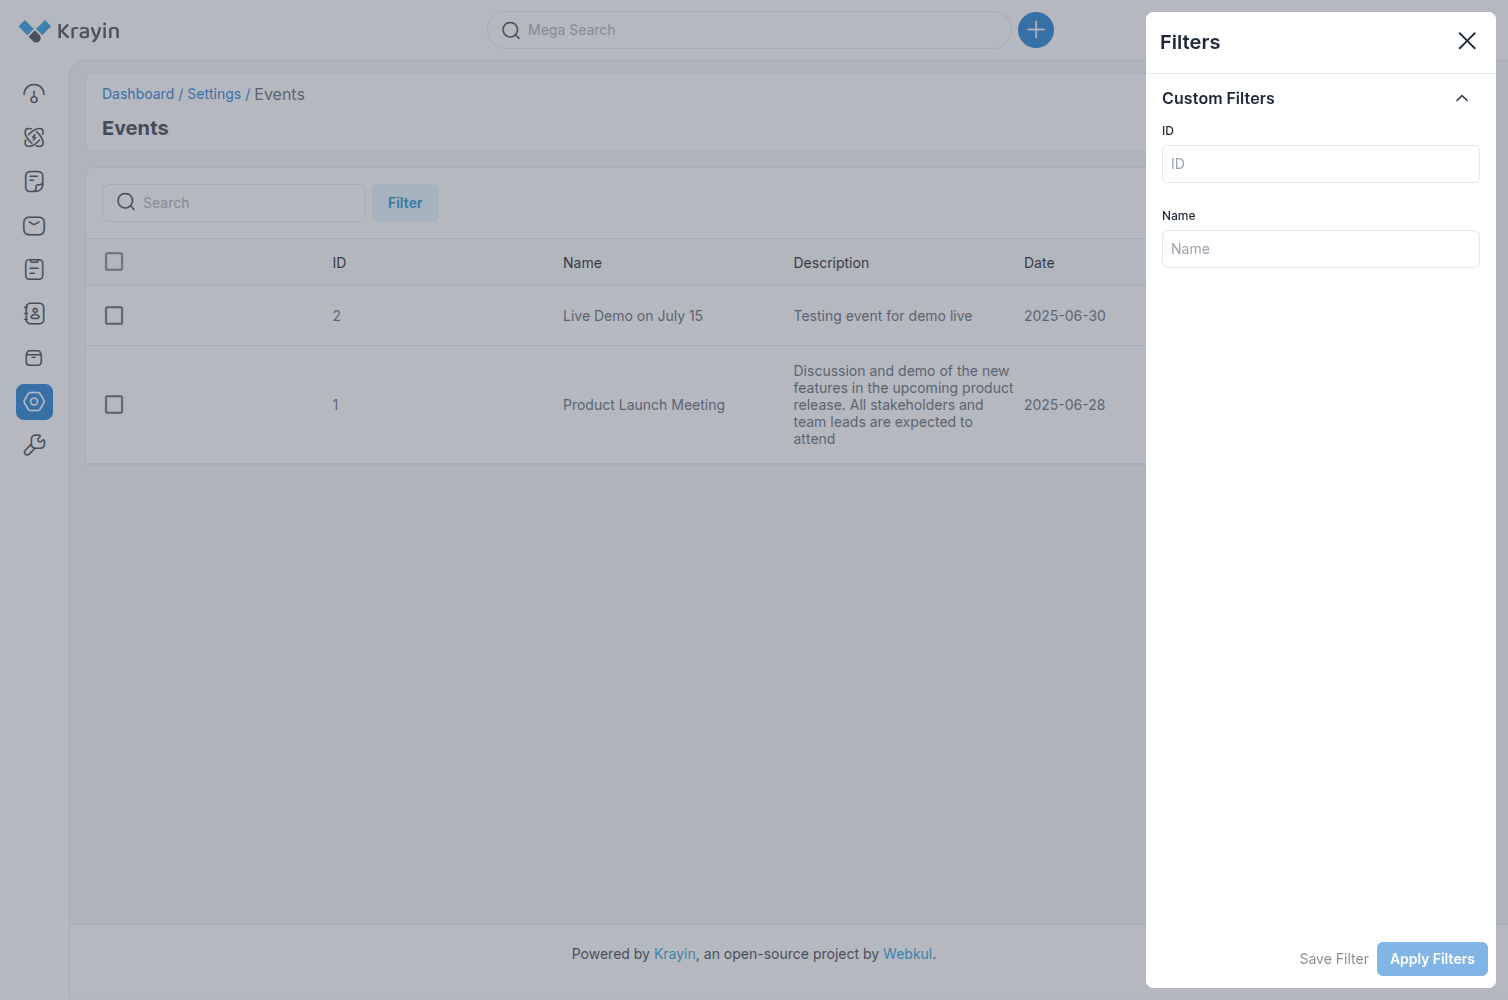 Krayin
Mega Search
Dashboard / Settings / Events
Events
Search
Filter
ID Name Description Date
2 Live Demo on July 15 Testing event for demo live 2025-06-30
1 Product Launch Meeting Discussion and demo of the new
features in the upcoming product
release. All stakeholders and 2025-06-28
team leads are expected to
attend
Powered by Krayin, an open-source project by Webkul.
Filters
Custom Filters
ID
ID
Name
Name
Save Filter Apply Filters